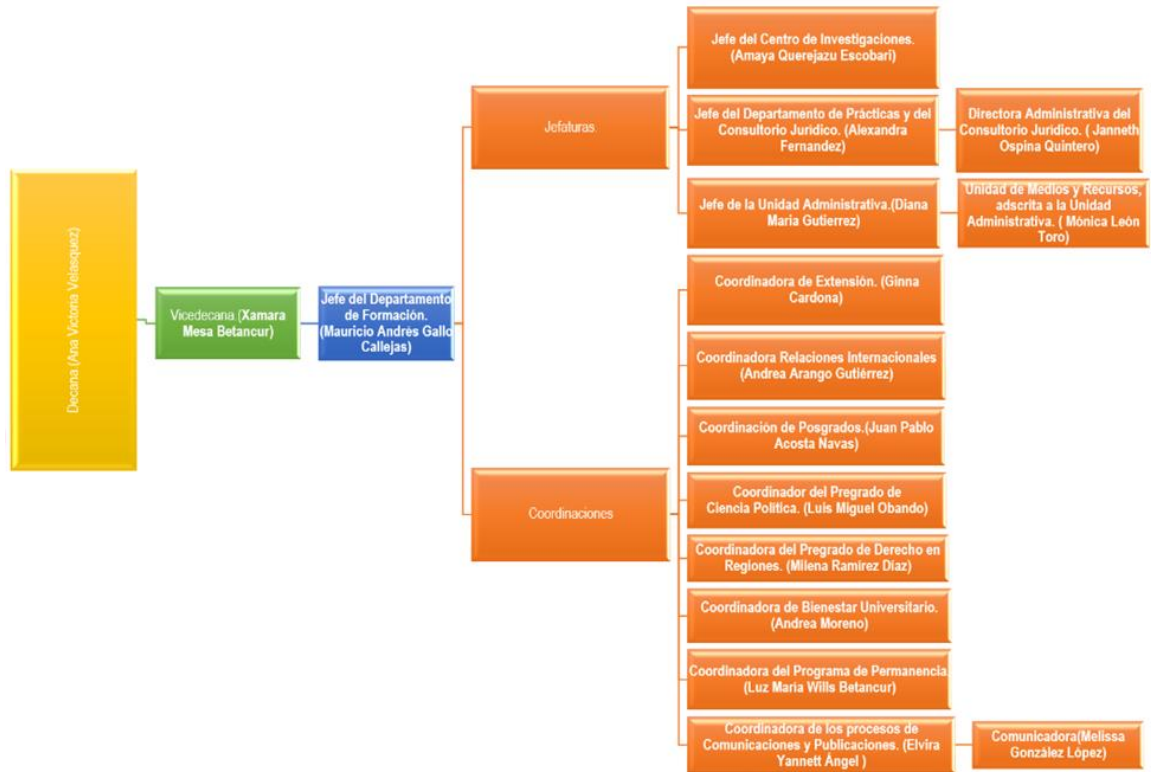 Decana (Ana Victoria Velasquez)
Vicedecana (Xamara
Mesa Betancur)
Jefe del Departamento
de Formación.
(Mauricio Andrés Gallo
Callejas)
Jefaturas.
Jefe del Centro de Investigaciones.
(Amaya Querejazu Escobari)
Jefe del Departamento de Prácticas y del
Consultorio Jurídico. (Alexandra
Fernandez)
Directora Administrativa del
Consultorio Jurídico. ( Janneth
Ospina Quintero)
Jefe de la Unidad Administrativa.(Diana
Maria Gutierrez)
Unidad de Medios y Recursos,
adscrita a la Unidad
Administrativa. ( Mónica León
Toro)
Coordinaciones
Coordinadora de Extensión. (Ginna
Cardona)
Coordinadora Relaciones Internacionales
(Andrea Arango Gutiérrez)
Coordinación de Posgrados.(Juan Pablo
Acosta Navas)
Coordinador del Pregrado de
Ciencia Política. (Luis Miguel Obando)
Coordinadora del Pregrado de Derecho en
Regiones. (Milena Ramírez Díaz)
Coordinadora de Bienestar Universitario.
(Andrea Moreno)
Coordinadora del Programa de Permanencia.
(Luz María Wills Betancur)
Coordinadora de los procesos de
Comunicaciones y Publicaciones. (Elvira
Yannett Ángel )
Comunicadora(Melissa
González López)